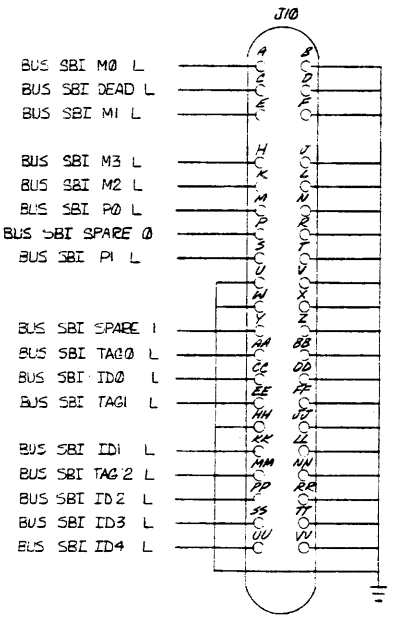 J10
A B
BUS SBI M0 L
C D
BUS SBI DEAD L
E F
BUS SBI M1 L
H J
BUS SBI M3 L
K L
BUS SBI M2 L
M N
BUS SBI P0 L
P R
BUS SBI SPARE 0
S T
BUS SBI P1 L
U V
W X
Y Z
BUS SBI SPARE 1
AA BB
BUS SBI TAG0 L
CC DD
BUS SBI ID0 L
EE FF
BUS SBI TAG1 L
HH JJ
KK LL
BUS SBI ID1 L
MM NN
BUS SBI TAG 2 L
PP RR
BUS SBI ID2 L
SS TT
BUS SBI ID3 L
UU VV
BUS SBI ID4 L